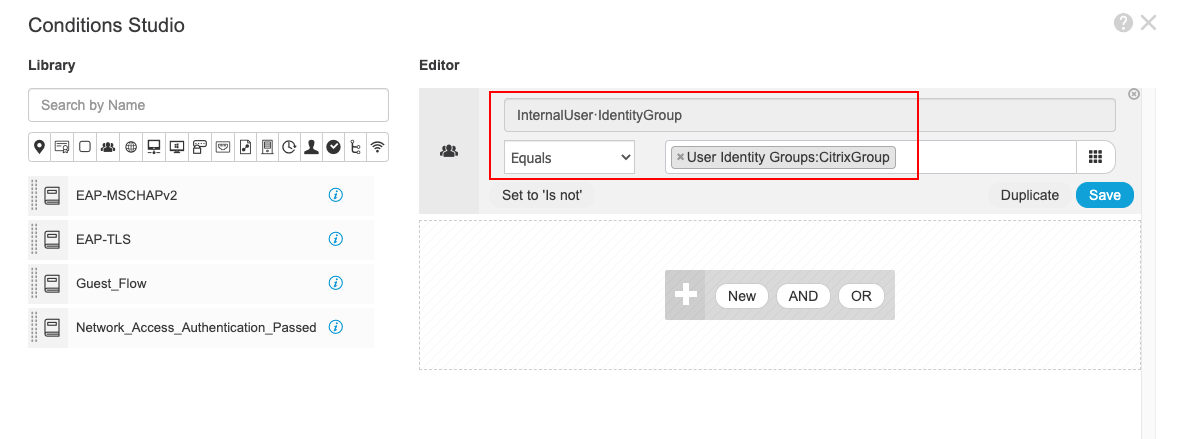 Conditions Studio
Library
Search by Name
EAP-MSCHAPv2
EAP-TLS
Guest_Flow
Network_Access_Authentication_Passed
Editor
InternalUser·IdentityGroup
Equals
× User Identity Groups:CitrixGroup
Set to 'Is not'
Duplicate
Save
New
AND
OR